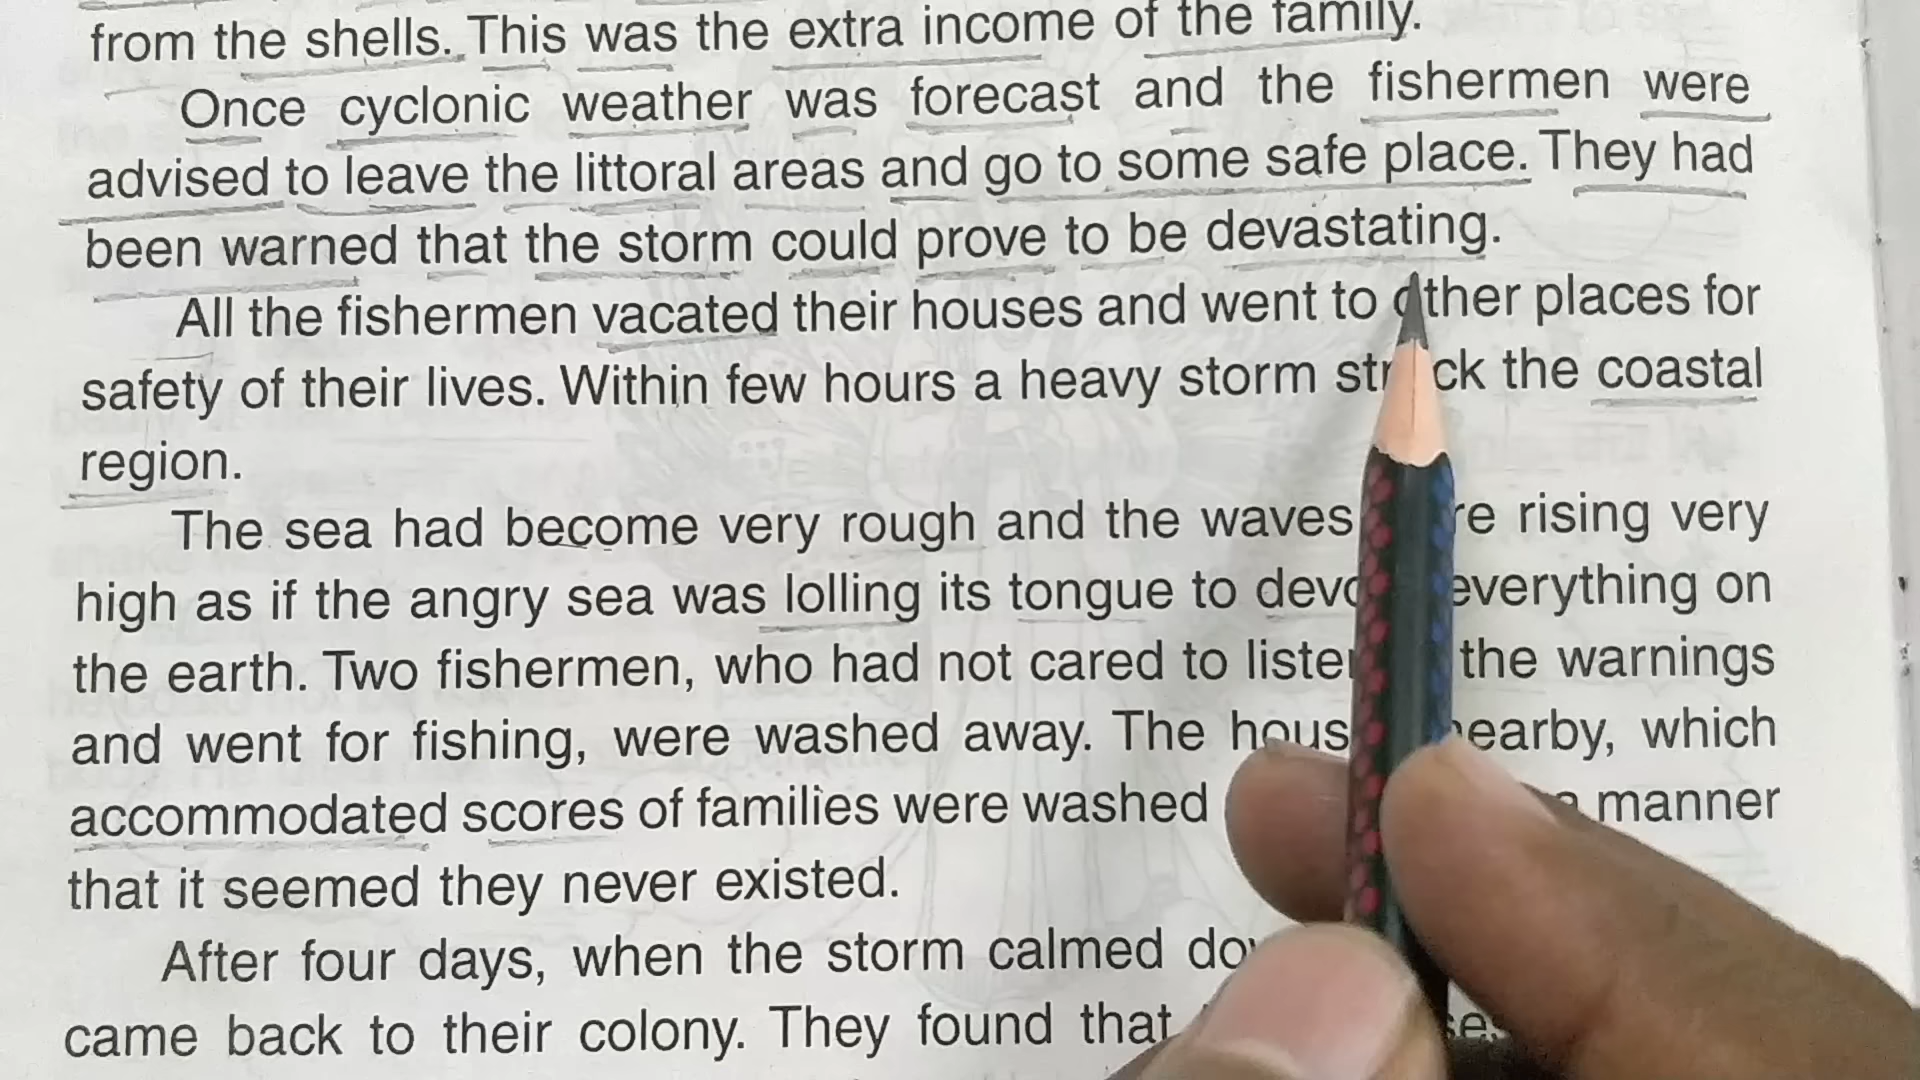 from the shells. This was the extra income of the family.
Once cyclonic weather was forecast and the fishermen were
advised to leave the littoral areas and go to some safe place. They had
been warned that the storm could prove to be devastating.
All the fishermen vacated their houses and went to other places for
safety of their lives. Within few hours a heavy storm struck the coastal
region.
The sea had become very rough and the waves rising very
high as if the angry sea was lolling its tongue to everything on
the earth. Two fishermen, who had not cared to the warnings
and went for fishing, were washed away. The nearby, which
accommodated scores of families were washed manner
that it seemed they never existed.
After four days, when the storm calmed
came back to their colony. They found that